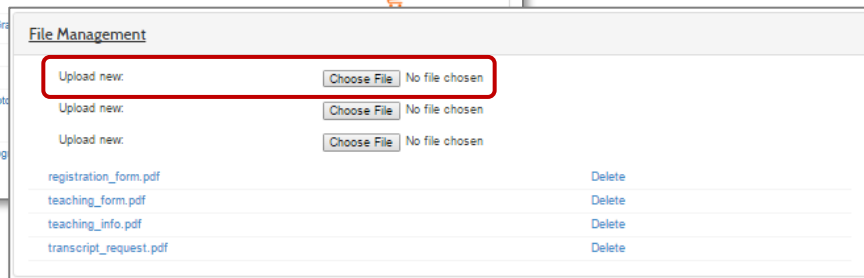 File Management
Upload new: Choose File No file chosen
Upload new: Choose File No file chosen
Upload new: Choose File No file chosen
registration_form.pdf Delete
teaching_form.pdf Delete
teaching_info.pdf Delete
transcript_request.pdf Delete